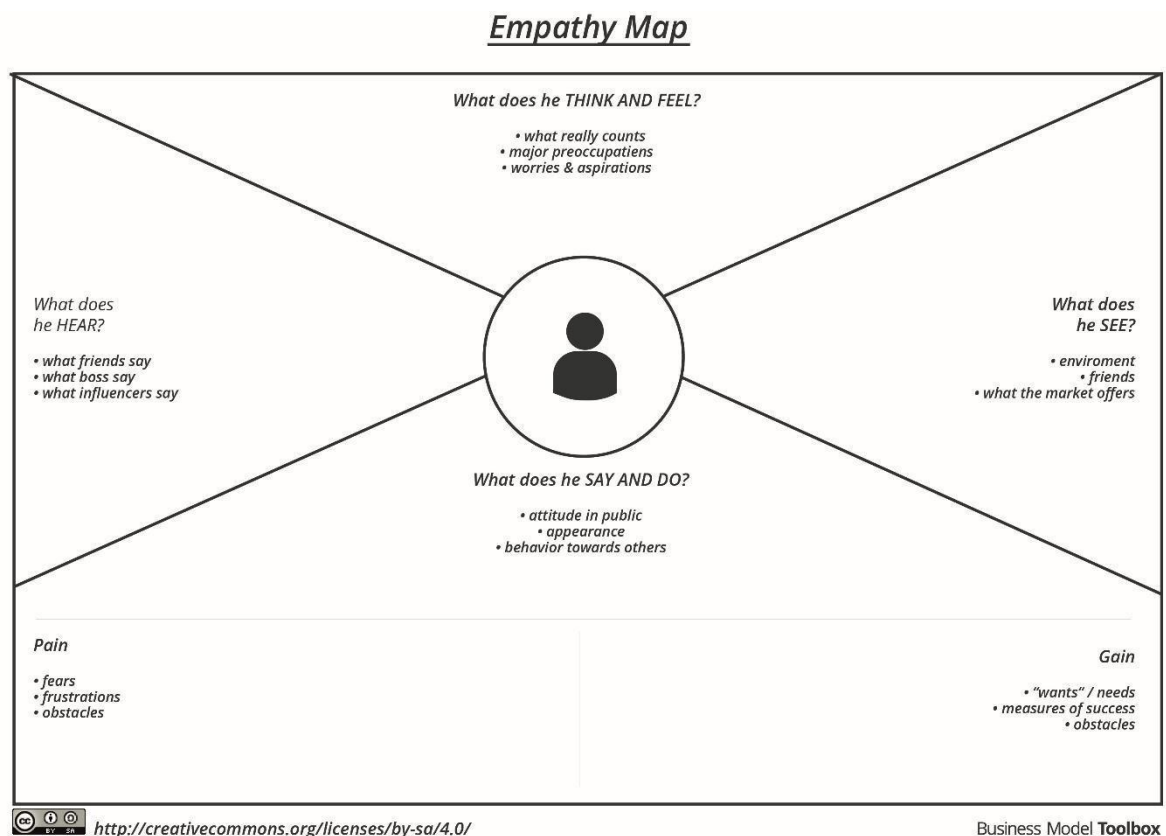 Empathy Map
What does he THINK AND FEEL?
• what really counts
• major preoccupatiens
• worries & aspirations
What does
he HEAR?
• what friends say
• what boss say
• what influencers say
What does
he SEE?
• enviroment
• friends
• what the market offers
What does he SAY AND DO?
• attitude in public
• appearance
• behavior towards others
Pain
• fears
• frustrations
• obstacles
Gain
• “wants” / needs
• measures of success
• obstacles
cc BY SA
http://creativecommons.org/licenses/by-sa/4.0/
Business Model Toolbox